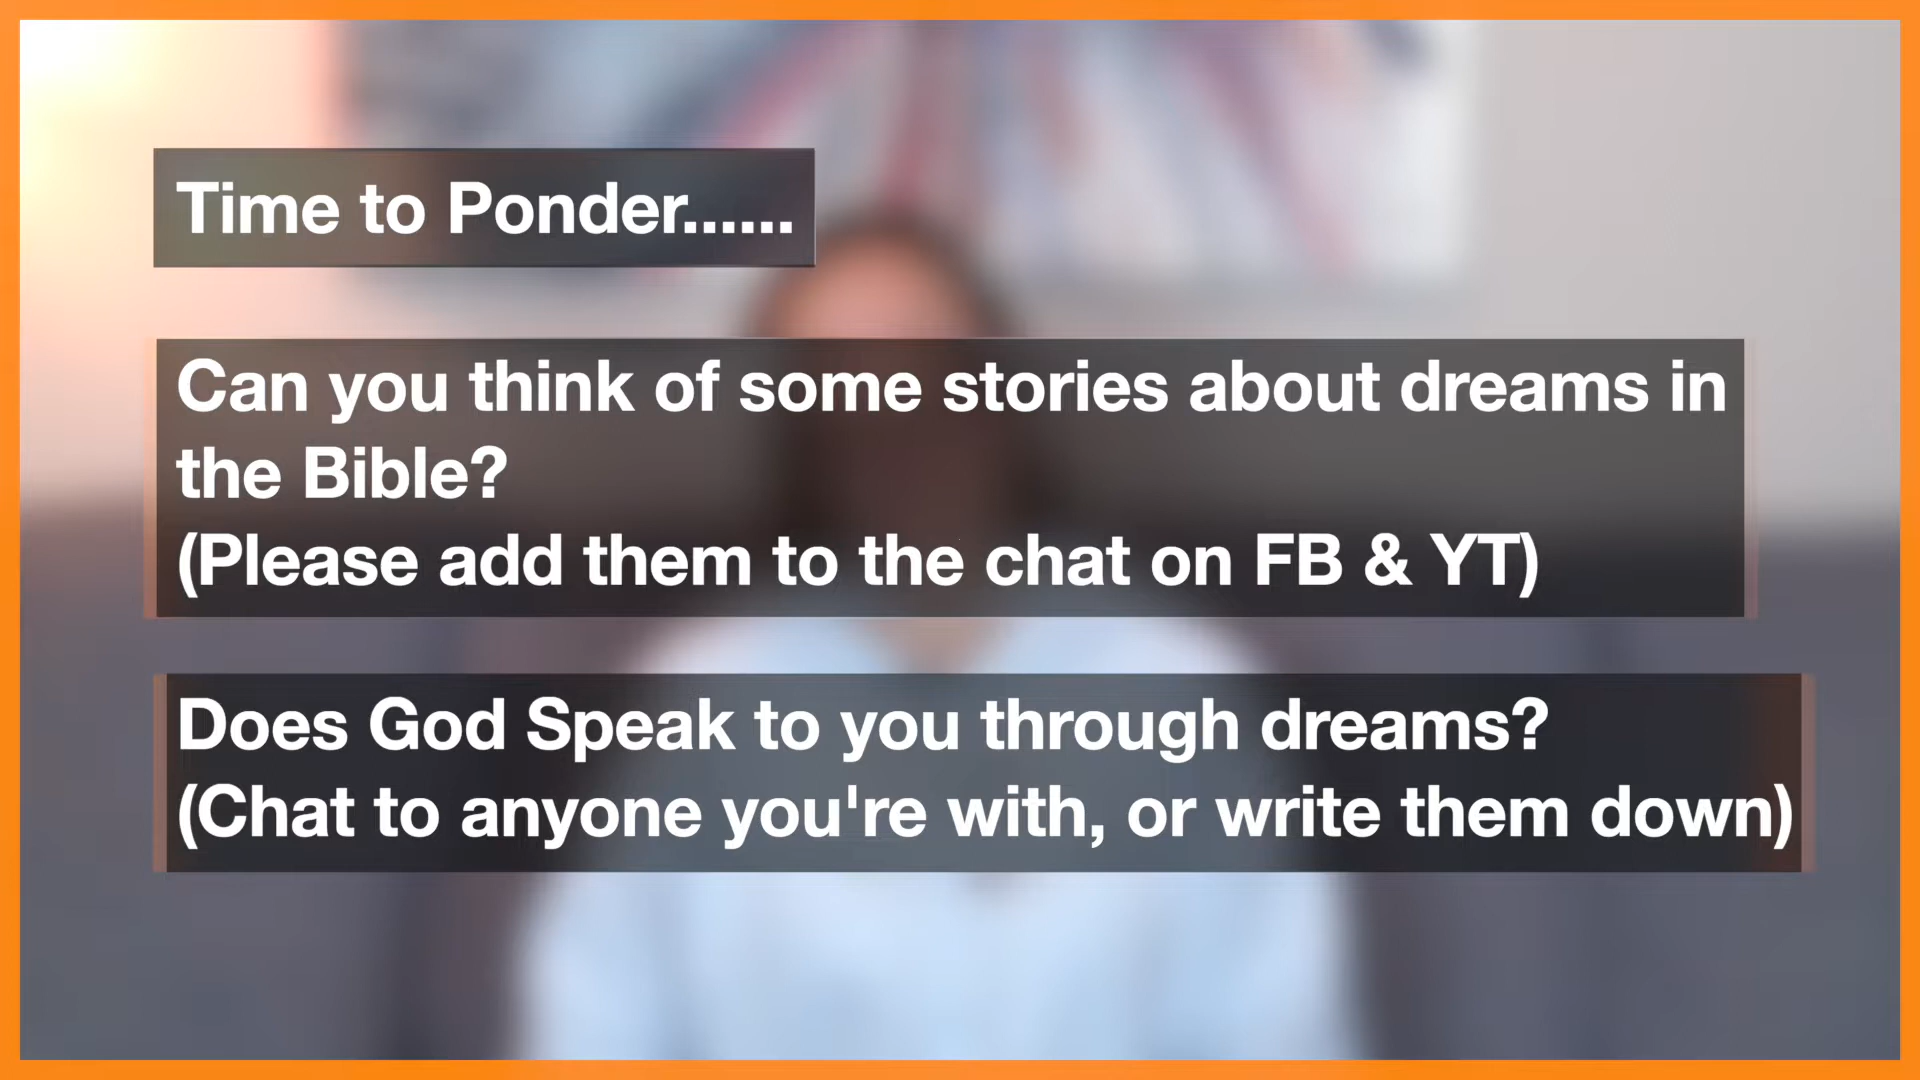 Time to Ponder......
Can you think of some stories about dreams in
the Bible?
(Please add them to the chat on FB & YT)
Does God Speak to you through dreams?
(Chat to anyone you're with, or write them down)